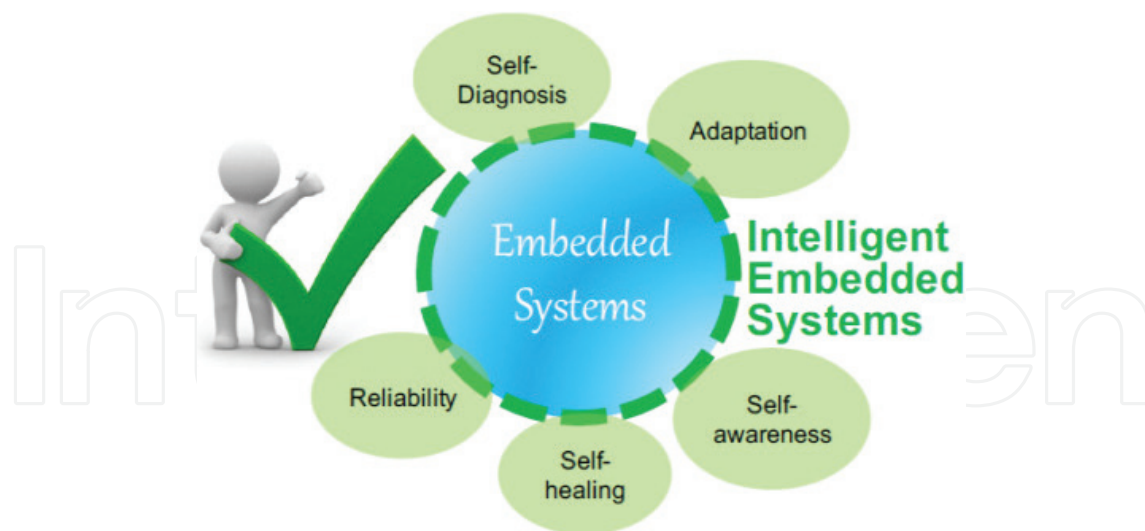 Self-
Diagnosis
Adaptation
Embedded
Systems
Intelligent
Embedded
Systems
Reliability
Self-
awareness
Self-
healing